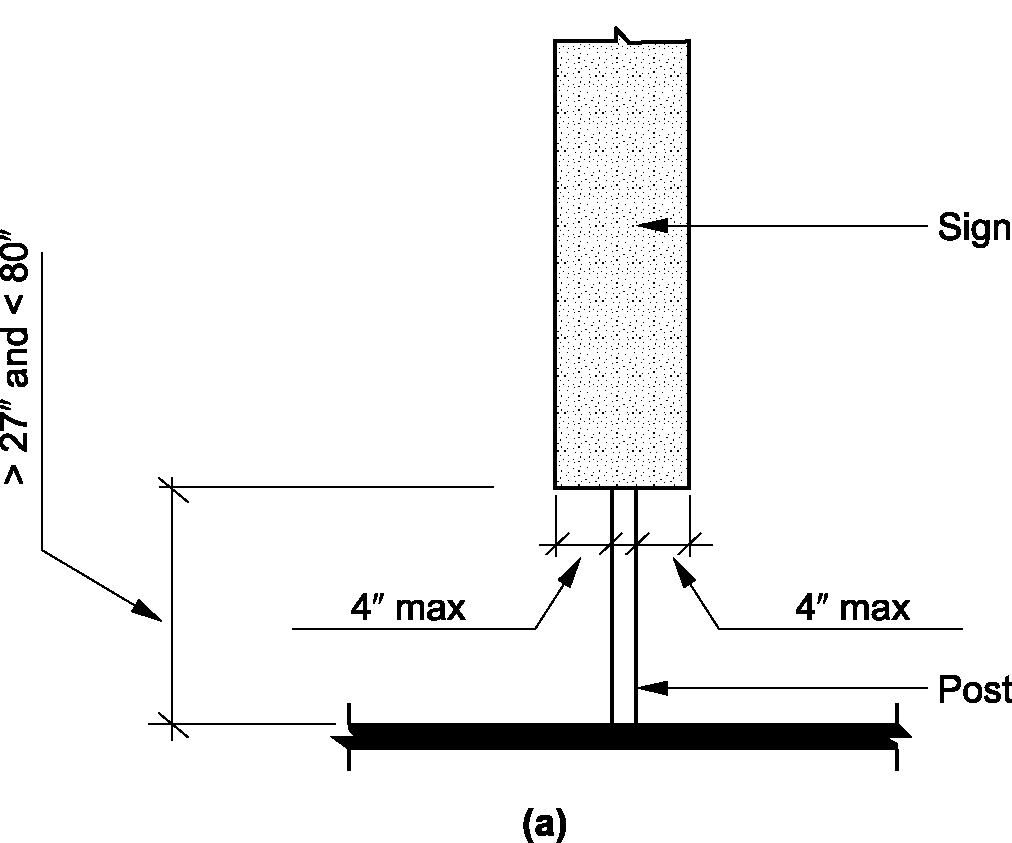 Sign
> 27″ and < 80″
4″ max
4″ max
Post
(a)